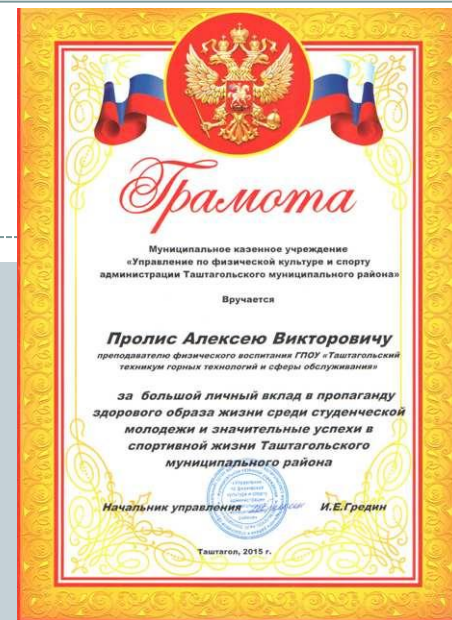 Грамота
Муниципальное казенное учреждение
«Управление по физической культуре и спорту
администрации Таштагольского муниципального района»
Вручается
Пролис Алексею Викторовичу
преподавателю физического воспитания ГПОУ «Таштагольский
техникум горных технологий и сферы обслуживания»
за большой личный вклад в пропаганду
здорового образа жизни среди студенческой
молодежи и значительные успехи в
спортивной жизни Таштагольского
муниципального района
Начальник управления И.Е.Гредин
Таштагол, 2015 г.